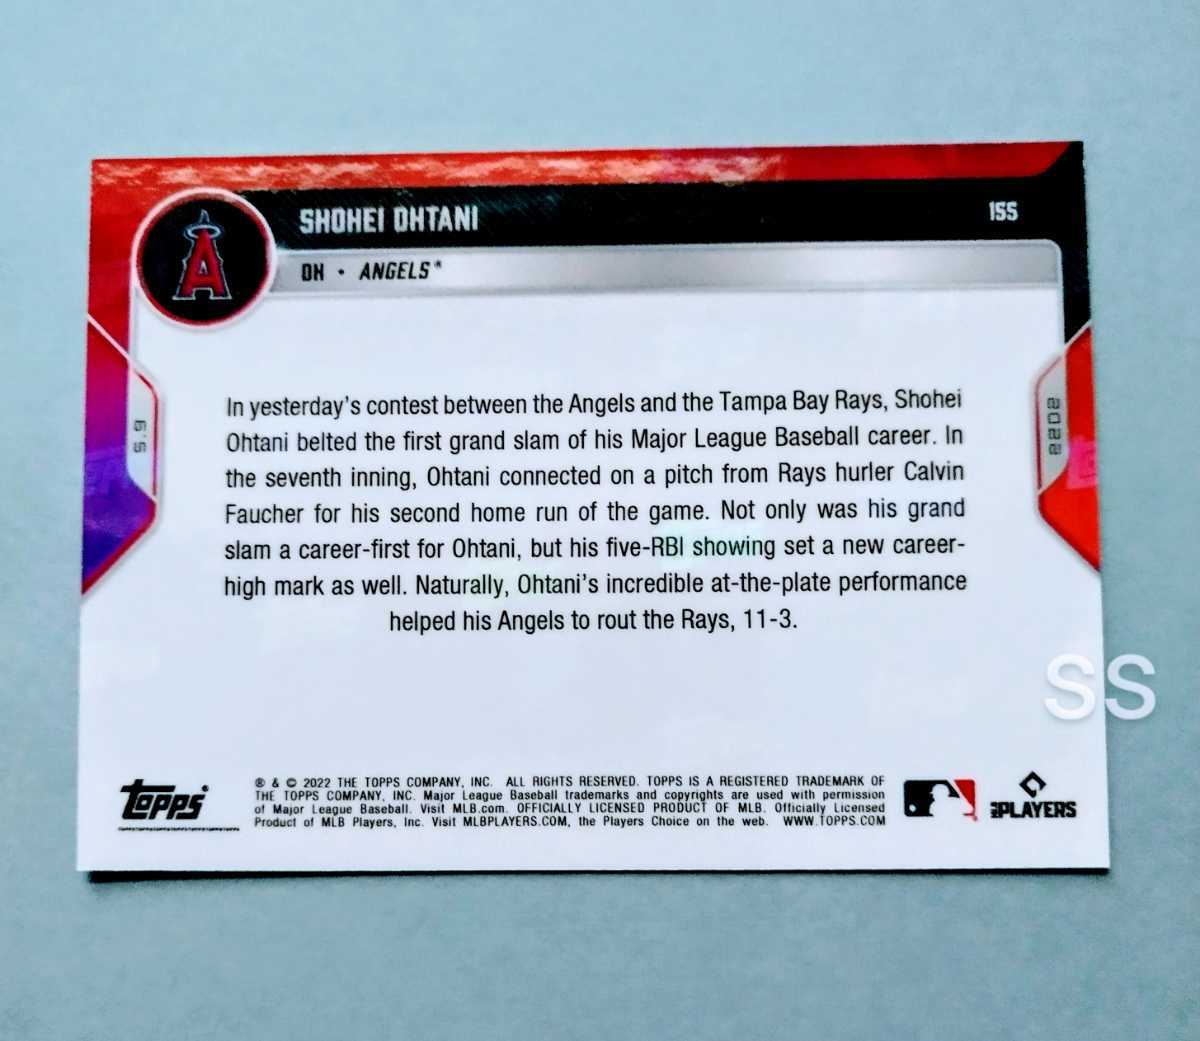 SHOHEI OHTANI
155
A
DH • ANGELS®
5.9
2022
In yesterday's contest between the Angels and the Tampa Bay Rays, Shohei
Ohtani belted the first grand slam of his Major League Baseball career. In
the seventh inning, Ohtani connected on a pitch from Rays hurler Calvin
Faucher for his second home run of the game. Not only was his grand
slam a career-first for Ohtani, but his five-RBI showing set a new career-
high mark as well. Naturally, Ohtani's incredible at-the-plate performance
helped his Angels to rout the Rays, 11-3.
SS
topps®
® & © 2022 THE TOPPS COMPANY, INC. ALL RIGHTS RESERVED. TOPPS IS A REGISTERED TRADEMARK OF
THE TOPPS COMPANY, INC. Major League Baseball trademarks and copyrights are used with permission
of Major League Baseball. Visit MLB.com. OFFICIALLY LICENSED PRODUCT OF MLB. Officially Licensed
Product of MLB Players, Inc. Visit MLBPLAYERS.COM, the Players Choice on the web. WWW.TOPPS.COM
MLBPLAYERS